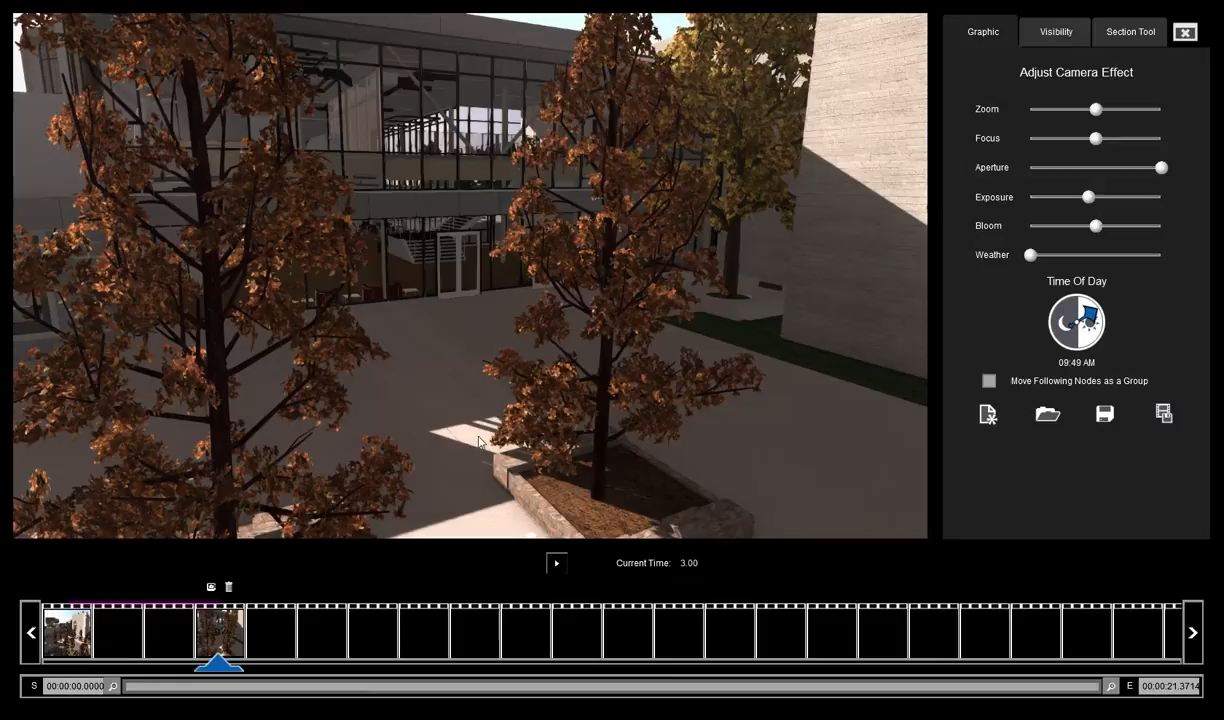 Graphic
Visibility
Section Tool
Adjust Camera Effect
Zoom
Focus
Aperture
Exposure
Bloom
Weather
Time Of Day
09:49 AM
Move Following Nodes as a Group
Current Time: 3.00
S 00:00:00.0000
E 00:00:21.3714